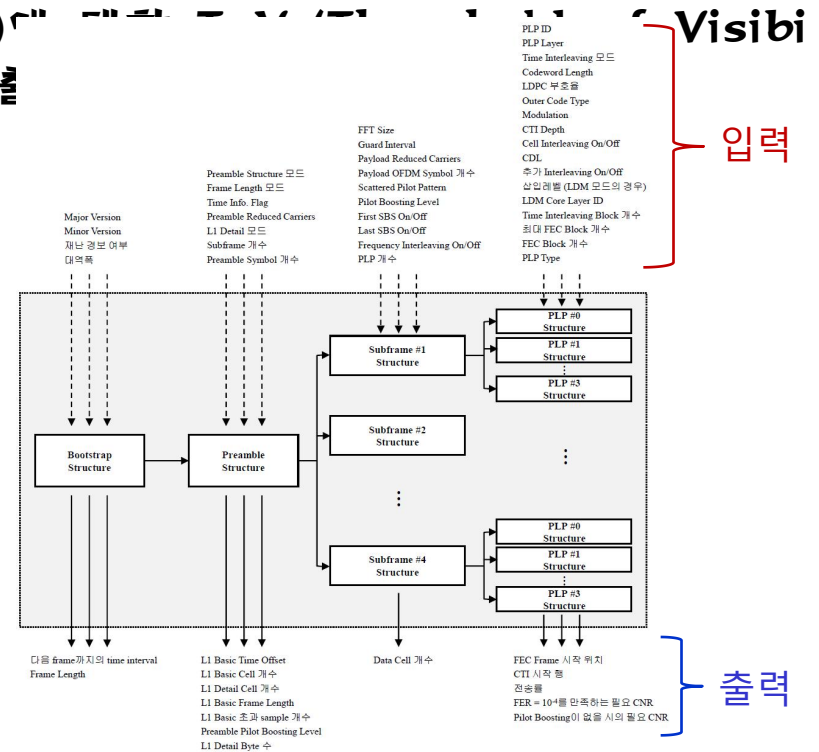 Visibi
PLP ID
PLP Layer
Time Interleaving 모드
Codeword Length
LDPC 부호율
Outer Code Type
Modulation
CTI Depth
Cell Interleaving On/Off
CDL
추가 Interleaving On/Off
삽입레벨 (LDM 모드의 경우)
LDM Core Layer ID
Time Interleaving Block 개수
최대 FEC Block 개수
FEC Block 개수
PLP Type
입력
FFT Size
Guard Interval
Payload Reduced Carriers
Payload OFDM Symbol 개수
Scattered Pilot Pattern
Pilot Boosting Level
First SBS On/Off
Last SBS On/Off
Frequency Interleaving On/Off
PLP 개수
Preamble Structure 모드
Frame Length 모드
Time Info. Flag
Preamble Reduced Carriers
L1 Detail 모드
Subframe 개수
Preamble Symbol 개수
Major Version
Minor Version
재난 경보 여부
대역폭
Bootstrap
Structure
Preamble
Structure
Subframe #1
Structure
Subframe #2
Structure
⋮
Subframe #4
Structure
PLP #0
Structure
PLP #1
Structure
⋮
PLP #3
Structure
⋮
PLP #0
Structure
PLP #1
Structure
⋮
PLP #3
Structure
다음 frame까지의 time interval
Frame Length
L1 Basic Time Offset
L1 Basic Cell 개수
L1 Detail Cell 개수
L1 Basic Frame Length
L1 Basic 초과 sample 개수
Preamble Pilot Boosting Level
L1 Detail Byte 수
Data Cell 개수
FEC Frame 시작 위치
CTI 시작 행
전송률
FER = 10⁻⁴를 만족하는 필요 CNR
Pilot Boosting이 없을 시의 필요 CNR
출력